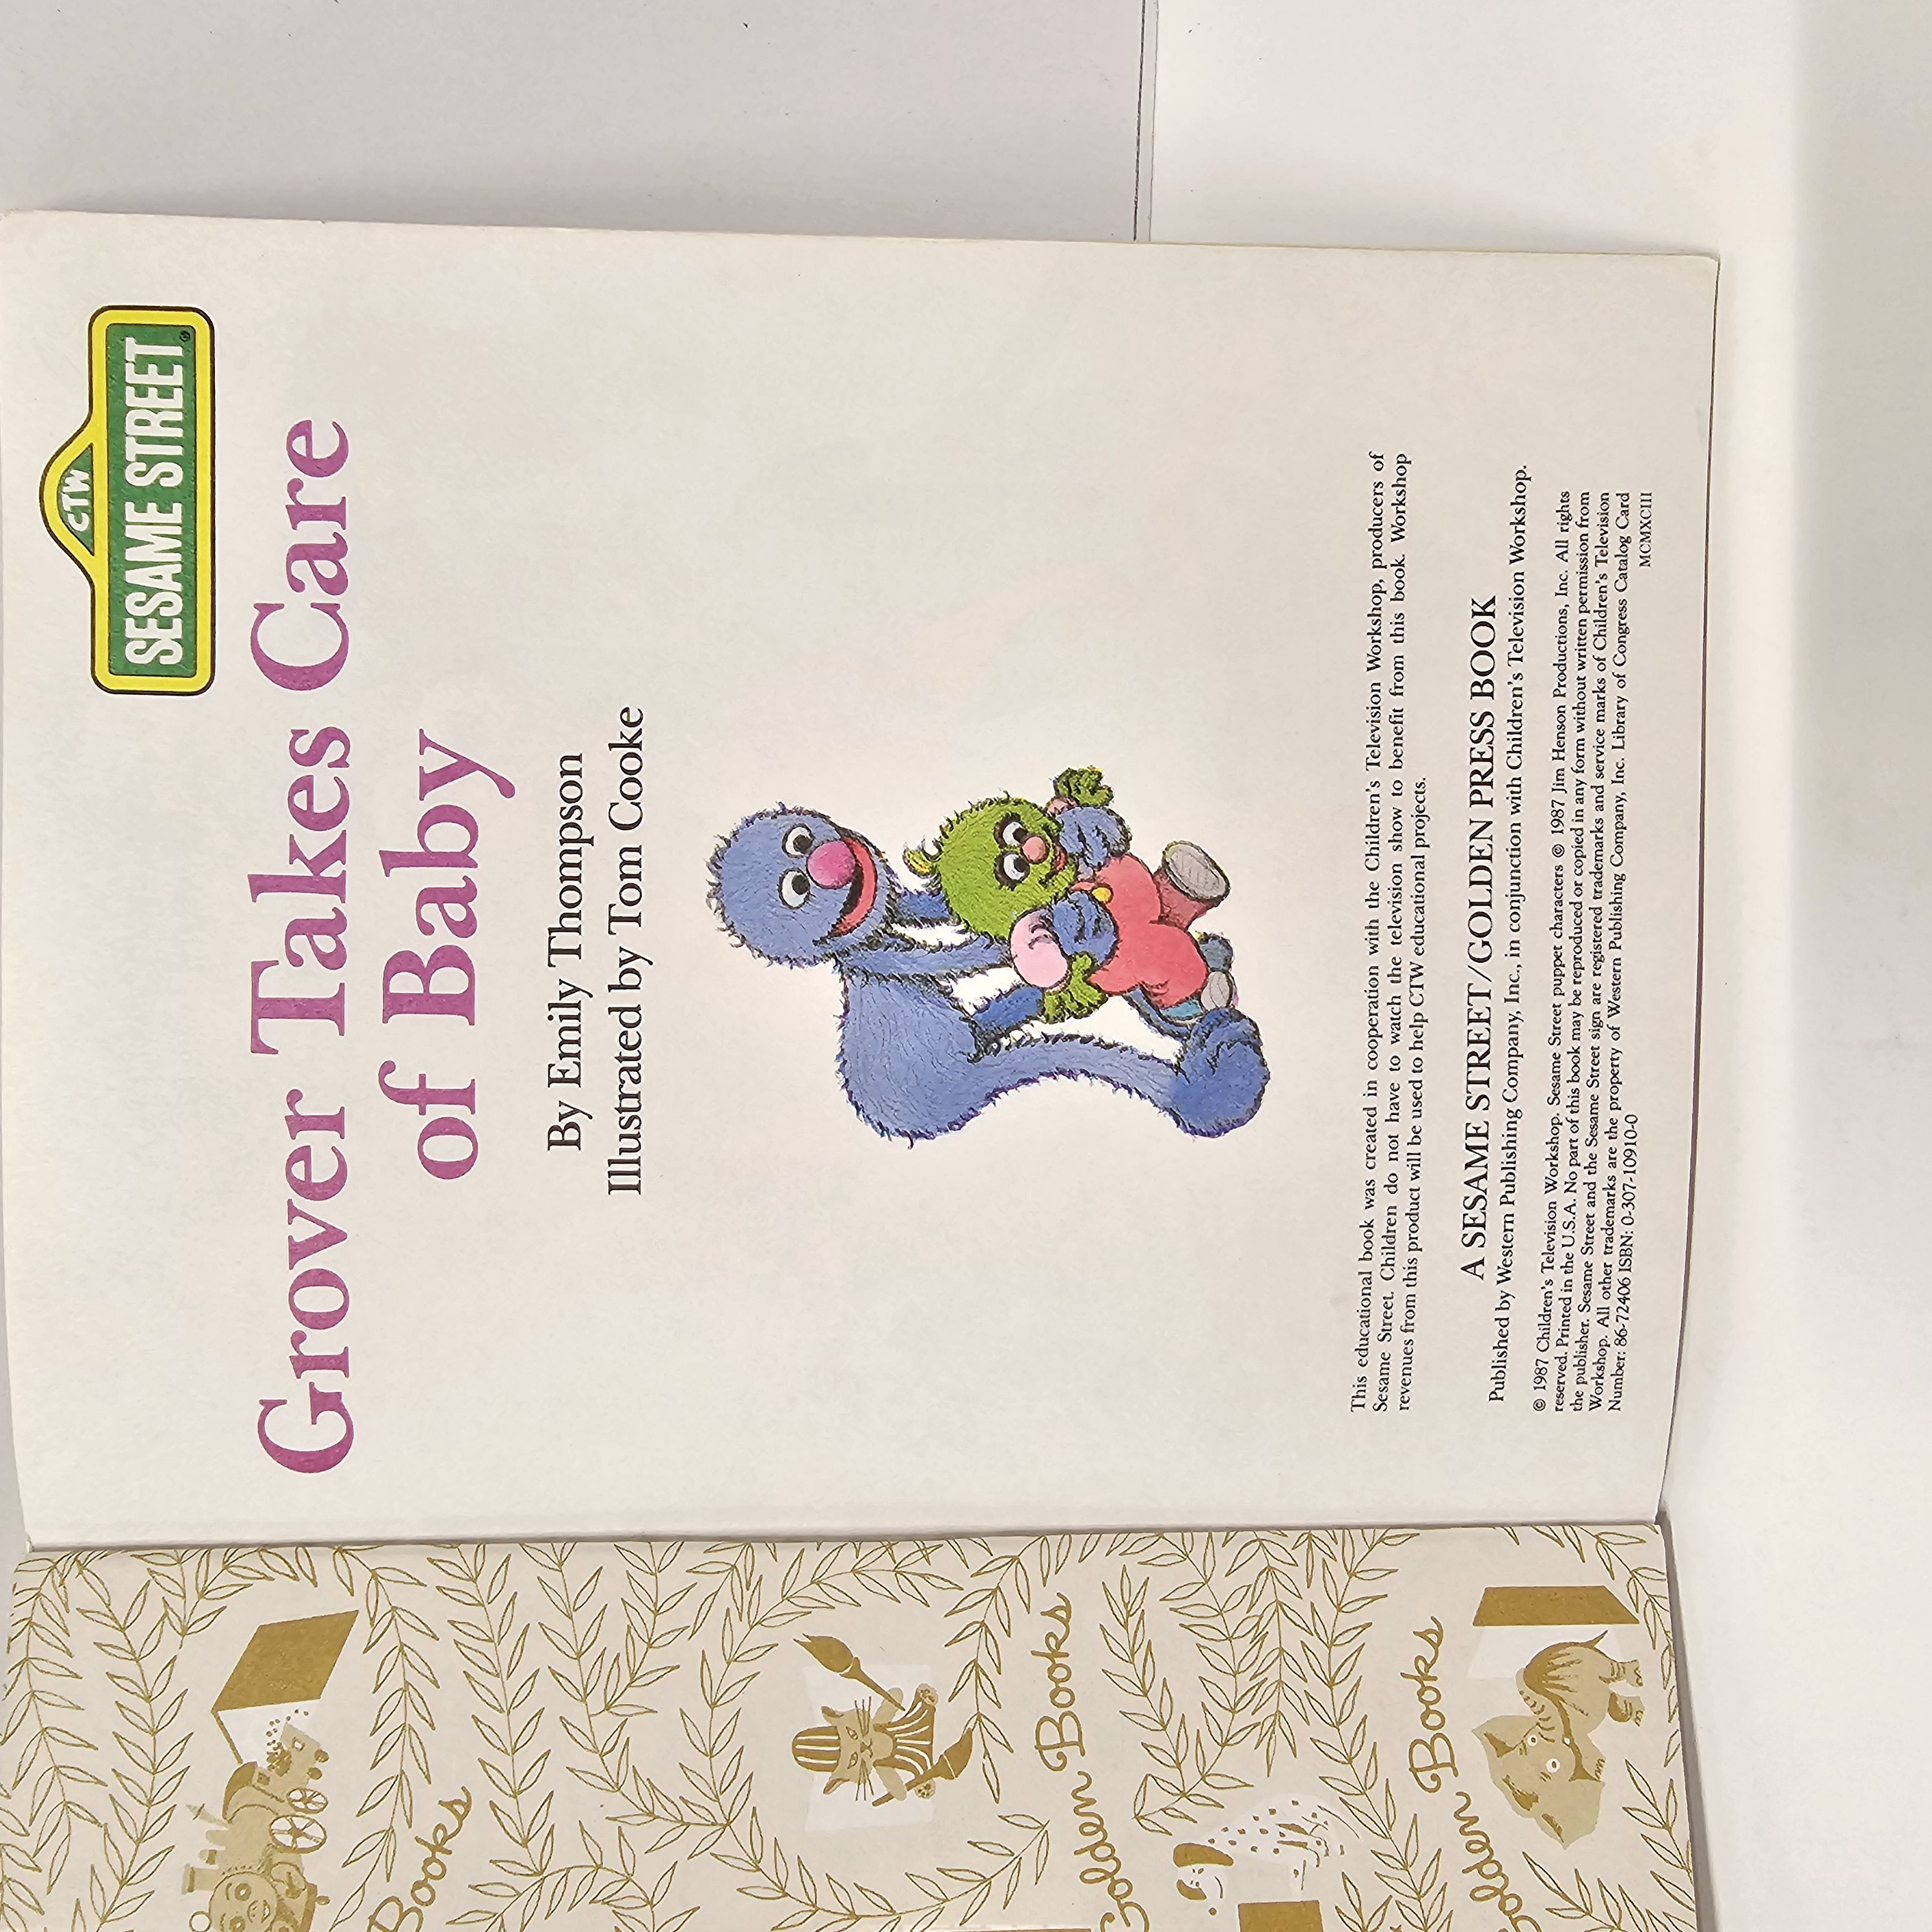 Books
Golden Books
Golden Books
CTW
SESAME STREET
Grover Takes Care
of Baby
By Emily Thompson
Illustrated by Tom Cooke
This educational book was created in cooperation with the Children's Television Workshop, producers of
Sesame Street. Children do not have to watch the television show to benefit from this book. Workshop
revenues from this product will be used to help CTW educational projects.
A SESAME STREET/GOLDEN PRESS BOOK
Published by Western Publishing Company, Inc., in conjunction with Children's Television Workshop.
© 1987 Children's Television Workshop. Sesame Street puppet characters © 1987 Jim Henson Productions, Inc. All rights
reserved. Printed in the U.S.A. No part of this book may be reproduced or copied in any form without written permission from
the publisher. Sesame Street and the Sesame Street sign are registered trademarks and service marks of Children's Television
Workshop. All other trademarks are the property of Western Publishing Company, Inc. Library of Congress Catalog Card
Number: 86-72406 ISBN: 0-307-10910-0
MCMXCIII